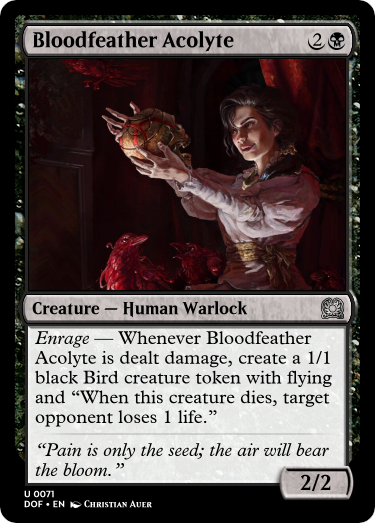 Bloodfeather Acolyte 2
Creature — Human Warlock
Enrage — Whenever Bloodfeather
Acolyte is dealt damage, create a 1/1
black Bird creature token with flying
and “When this creature dies, target
opponent loses 1 life.”
“Pain is only the seed; the air will bear
the bloom.”
2/2
U 0071
DOF • EN Christian Auer